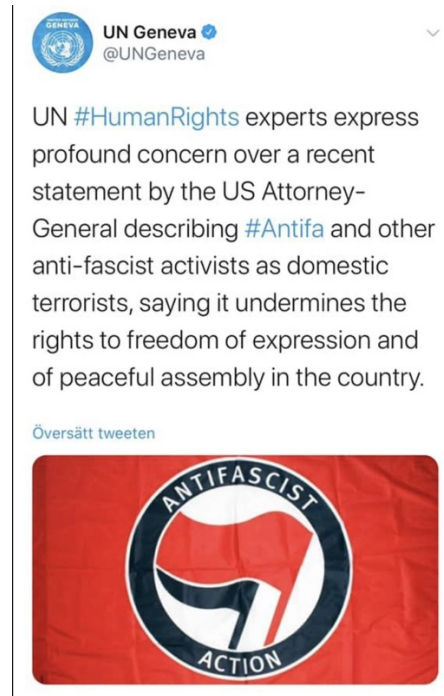 GENEVA
UN Geneva
@UNGeneva
UN #HumanRights experts express
profound concern over a recent
statement by the US Attorney-
General describing #Antifa and other
anti-fascist activists as domestic
terrorists, saying it undermines the
rights to freedom of expression and
of peaceful assembly in the country.
Översätt tweeten
ANTIFASCIST
ACTION